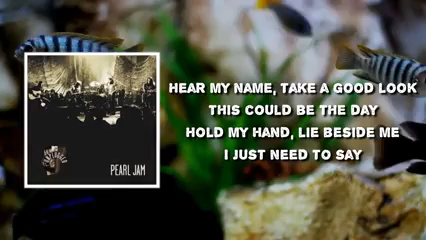 HEAR MY NAME, TAKE A GOOD LOOK
THIS COULD BE THE DAY
HOLD MY HAND, LIE BESIDE ME
I JUST NEED TO SAY
PEARL JAM